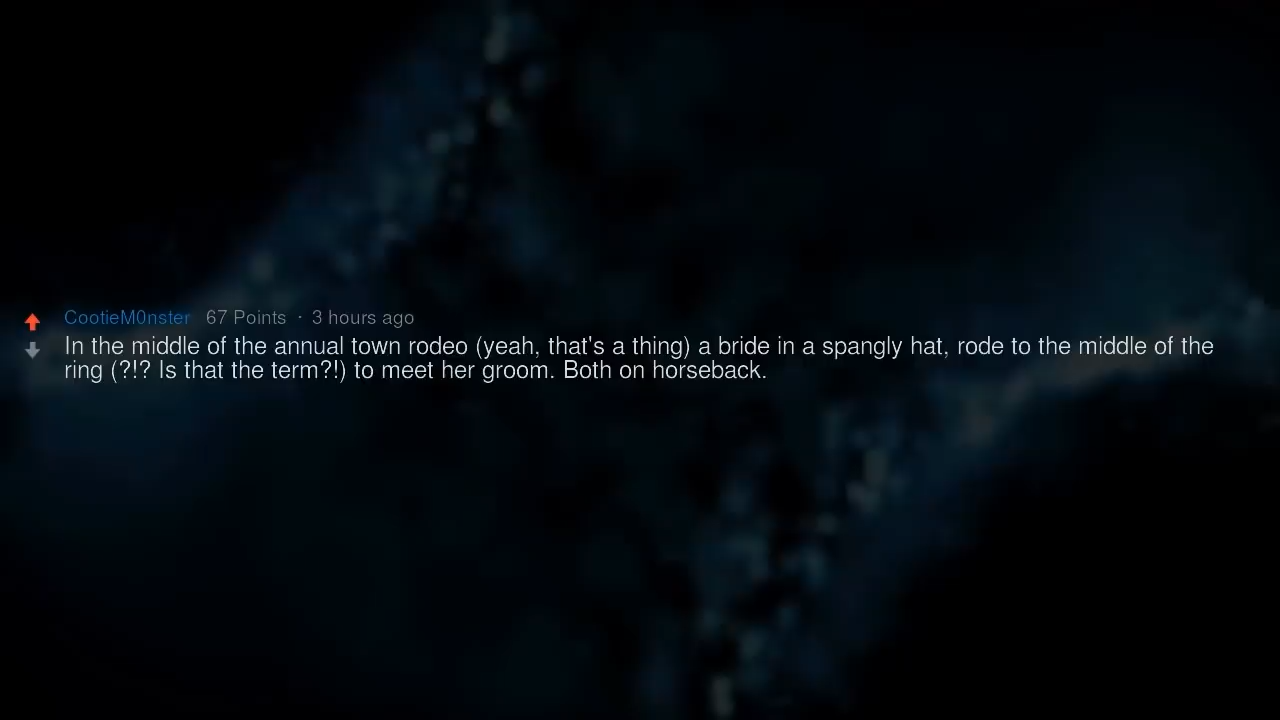 CootieM0nster 67 Points · 3 hours ago
In the middle of the annual town rodeo (yeah, that's a thing) a bride in a spangly hat, rode to the middle of the
ring (?!? Is that the term?!) to meet her groom. Both on horseback.